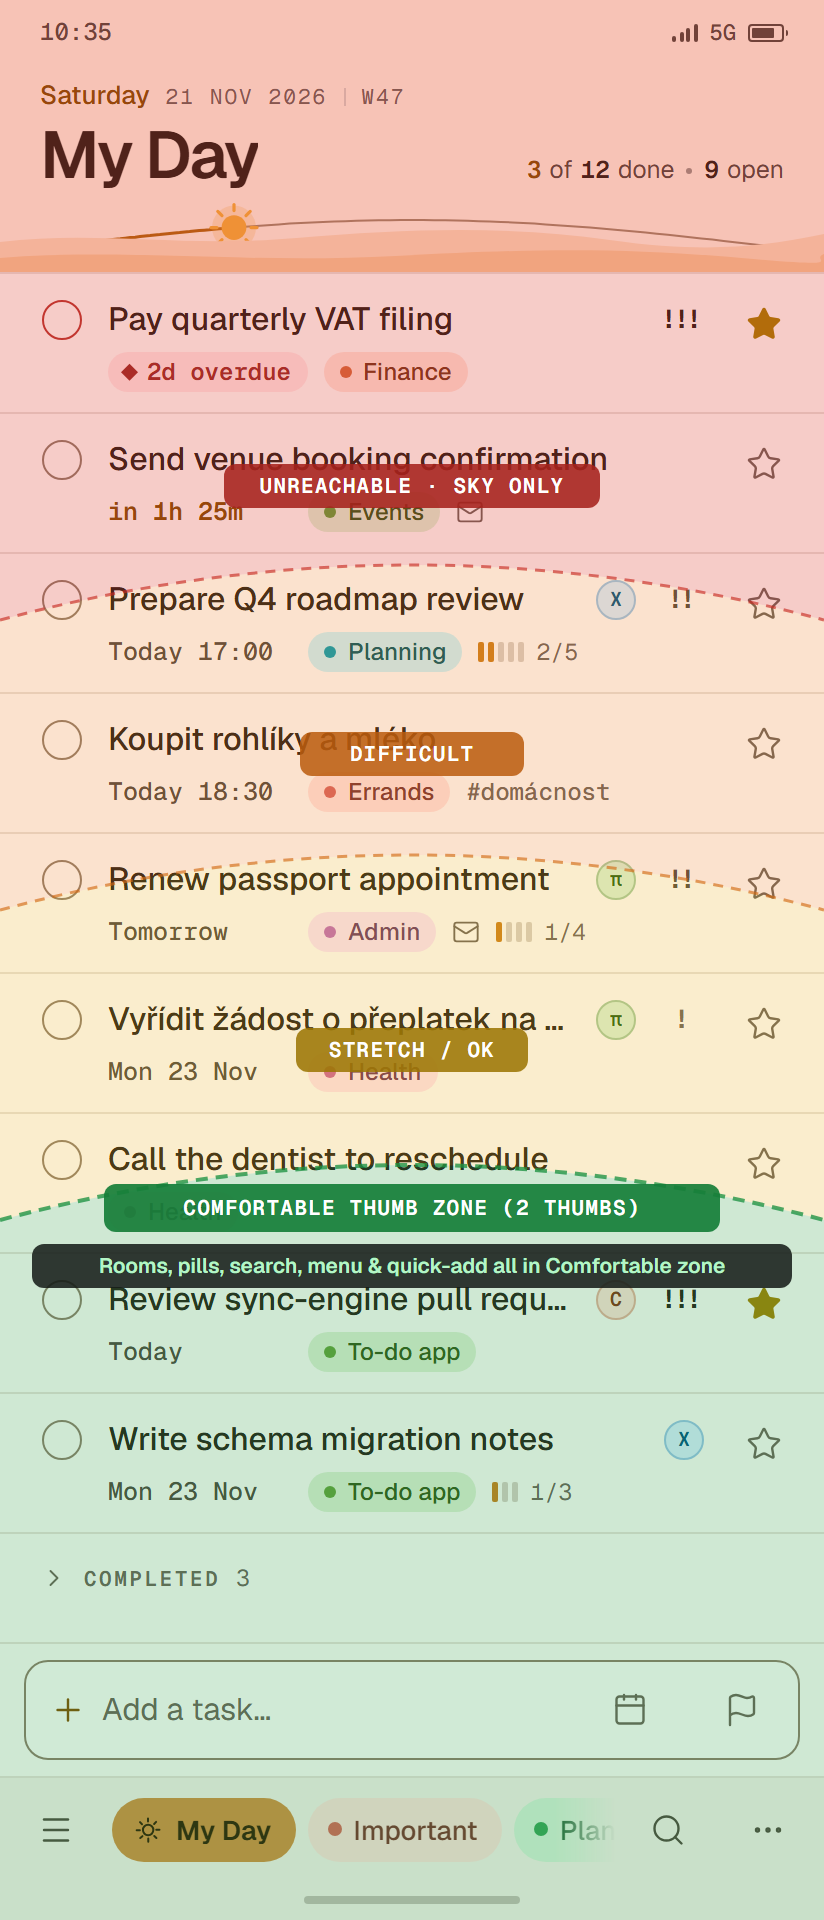 10:35 5G
Saturday 21 NOV 2026 | W47
My Day
3 of 12 done • 9 open
Pay quarterly VAT filing !!!
2d overdue Finance
Send venue booking confirmation
UNREACHABLE · SKY ONLY
in 1h 25m Events
Prepare Q4 roadmap review X !!
Today 17:00 Planning 2/5
Koupit rohlíky a mléko
DIFFICULT
Today 18:30 Errands #domácnost
Renew passport appointment π !!
Tomorrow Admin 1/4
Vyřídit žádost o přeplatek na … π !
STRETCH / OK
Mon 23 Nov Health
Call the dentist to reschedule
COMFORTABLE THUMB ZONE (2 THUMBS)
Health
Rooms, pills, search, menu & quick-add all in Comfortable zone
Review sync-engine pull requ… C !!!
Today To-do app
Write schema migration notes X
Mon 23 Nov To-do app 1/3
COMPLETED 3
Add a task…
My Day Important Plan